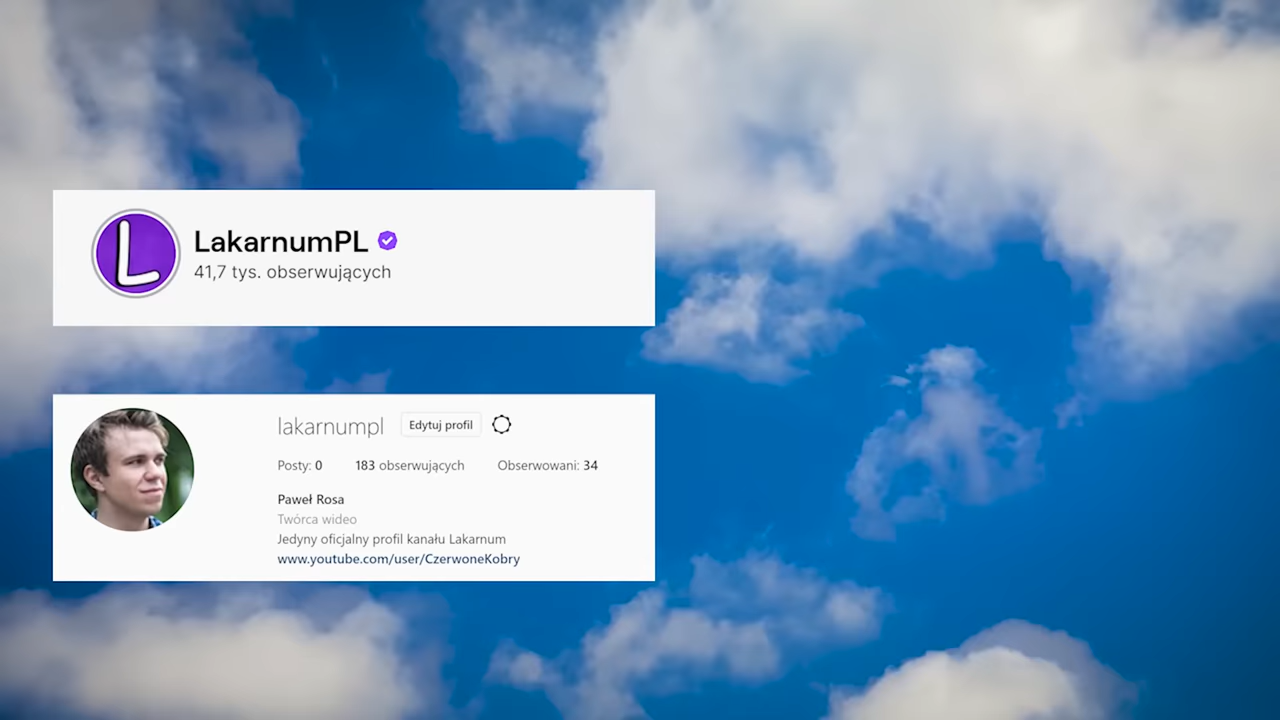 L
LakarnumPL
41,7 tys. obserwujących
lakarnumpl Edytuj profil
Posty: 0 183 obserwujących Obserwowani: 34
Paweł Rosa
Twórca wideo
Jedyny oficjalny profil kanału Lakarnum
www.youtube.com/user/CzerwoneKobry